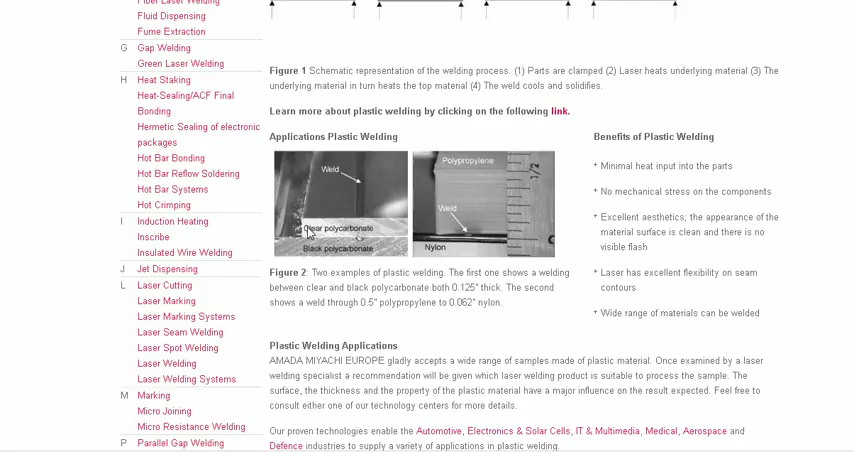 Fiber Laser Welding
Fluid Dispensing
Fume Extraction
G Gap Welding
Green Laser Welding
H Heat Staking
Heat-Sealing/ACF Final
Bonding
Hermetic Sealing of electronic
packages
Hot Bar Bonding
Hot Bar Reflow Soldering
Hot Bar Systems
Hot Crimping
I Induction Heating
Inscribe
Insulated Wire Welding
J Jet Dispensing
L Laser Cutting
Laser Marking
Laser Marking Systems
Laser Seam Welding
Laser Spot Welding
Laser Welding
Laser Welding Systems
M Marking
Micro Joining
Micro Resistance Welding
P Parallel Gap Welding
Figure 1 Schematic representation of the welding process. (1) Parts are clamped (2) Laser heats underlying material (3) The
underlying material in turn heats the top material (4) The weld cools and solidifies.
Learn more about plastic welding by clicking on the following link.
Applications Plastic Welding
Weld
Clear polycarbonate
Black polycarbonate
Polypropylene
Weld
Nylon
1/2
Figure 2: Two examples of plastic welding. The first one shows a welding
between clear and black polycarbonate both 0.125" thick. The second
shows a weld through 0.5" polypropylene to 0.062" nylon.
Benefits of Plastic Welding
+ Minimal heat input into the parts
+ No mechanical stress on the components
+ Excellent aesthetics; the appearance of the
material surface is clean and there is no
visible flash
+ Laser has excellent flexibility on seam
contours
+ Wide range of materials can be welded
Plastic Welding Applications
AMADA MIYACHI EUROPE gladly accepts a wide range of samples made of plastic material. Once examined by a laser
welding specialist a recommendation will be given which laser welding product is suitable to process the sample. The
surface, the thickness and the property of the plastic material have a major influence on the result expected. Feel free to
consult either one of our technology centers for more details.
Our proven technologies enable the Automotive, Electronics & Solar Cells, IT & Multimedia, Medical, Aerospace and
Defence industries to supply a variety of applications in plastic welding.